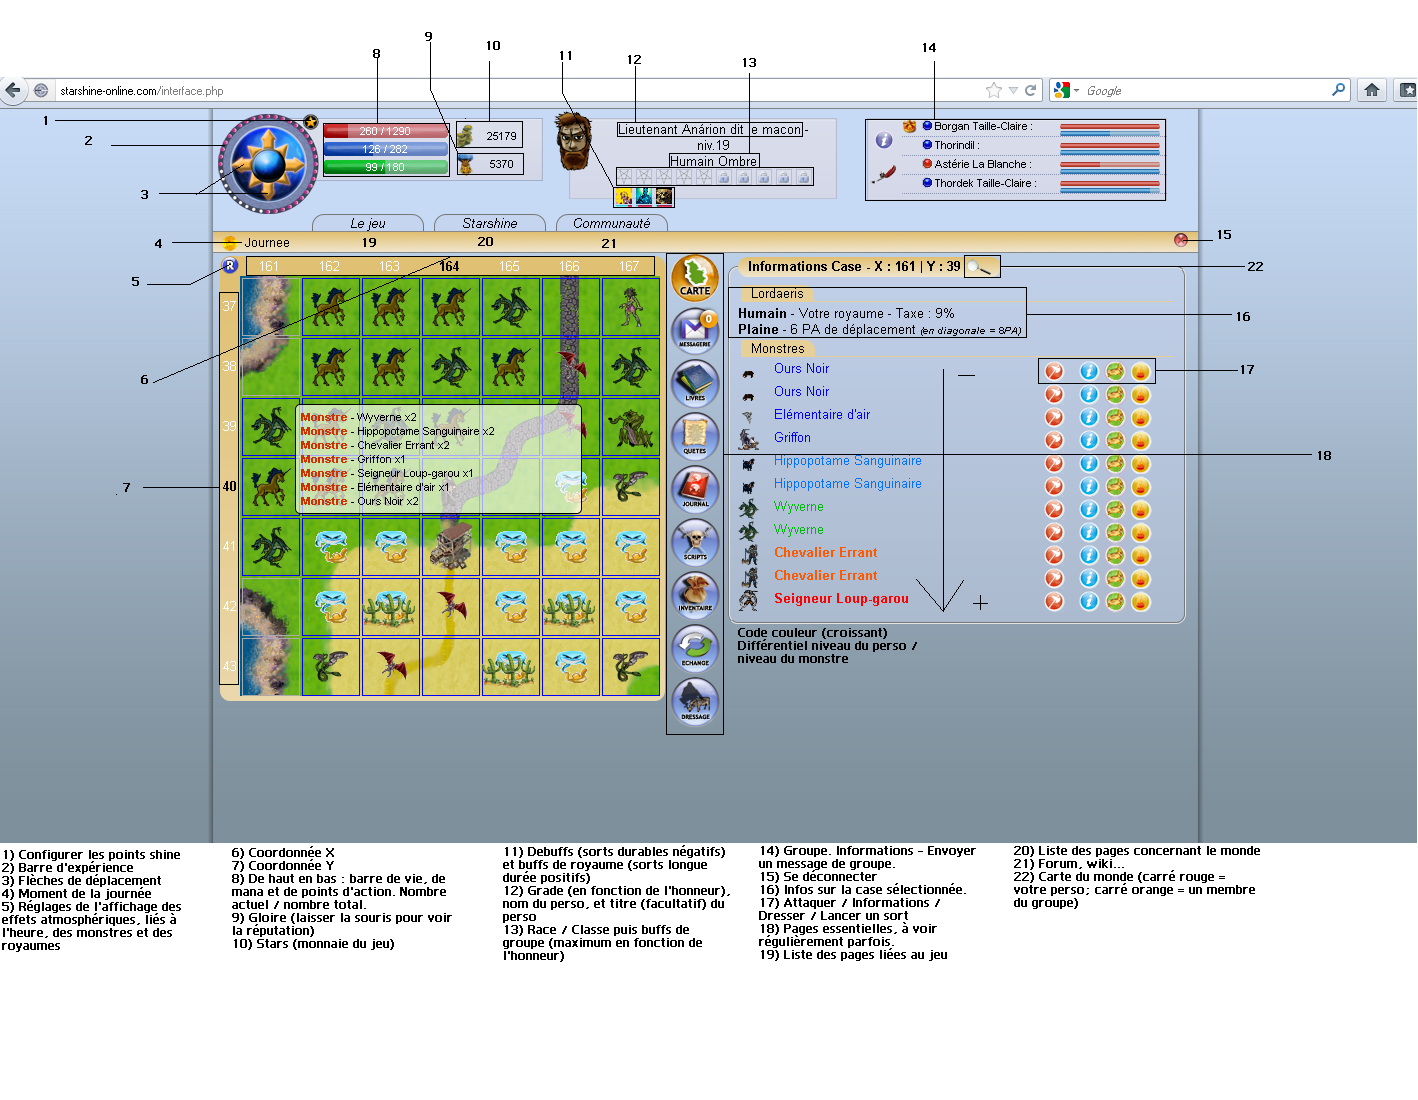 8
9
10
11
12
13
14
starshine-online.com/interface.php
Google
1
2
3
260 / 1290
126 / 282
99 / 180
25179
5370
Lieutenant Anárion dit le macon -
niv.19
Humain Ombre
Borgan Taille-Claire :
Thorindil :
Astérie La Blanche :
Thordek Taille-Claire :
Le jeu
Starshine
Communauté
4
Journee
19
20
21
15
5
R
161
162
163
164
165
166
167
CARTE
Informations Case - X : 161 | Y : 39
22
37
38
39
40
41
42
43
6
7
0
MESSAGERIE
LIVRES
QUETES
JOURNAL
SCRIPTS
INVENTAIRE
ECHANGE
DRESSAGE
Lordaeris
Humain - Votre royaume - Taxe : 9%
Plaine - 6 PA de déplacement (en diagonale = 8PA)
16
Monstres
Ours Noir
17
Ours Noir
Elémentaire d'air
Griffon
Hippopotame Sanguinaire
18
Hippopotame Sanguinaire
Wyverne
Wyverne
Chevalier Errant
Chevalier Errant
Seigneur Loup-garou
Monstre - Wyverne x2
Monstre - Hippopotame Sanguinaire x2
Monstre - Chevalier Errant x2
Monstre - Griffon x1
Monstre - Seigneur Loup-garou x1
Monstre - Elémentaire d'air x1
Monstre - Ours Noir x2
Code couleur (croissant)
Différentiel niveau du perso /
niveau du monstre
1) Configurer les points shine
2) Barre d'expérience
3) Flèches de déplacement
4) Moment de la journée
5) Réglages de l'affichage des
effets atmosphériques, liés à
l'heure, des monstres et des
royaumes
6) Coordonnée X
7) Coordonnée Y
8) De haut en bas : barre de vie, de
mana et de points d'action. Nombre
actuel / nombre total.
9) Gloire (laisser la souris pour voir
la réputation)
10) Stars (monnaie du jeu)
11) Debuffs (sorts durables négatifs)
et buffs de royaume (sorts longue
durée positifs)
12) Grade (en fonction de l'honneur),
nom du perso, et titre (facultatif) du
perso
13) Race / Classe puis buffs de
groupe (maximum en fonction de
l'honneur)
14) Groupe. Informations - Envoyer
un message de groupe.
15) Se déconnecter
16) Infos sur la case sélectionnée.
17) Attaquer / Informations /
Dresser / Lancer un sort
18) Pages essentielles, à voir
régulièrement parfois.
19) Liste des pages liées au jeu
20) Liste des pages concernant le monde
21) Forum, wiki...
22) Carte du monde (carré rouge =
votre perso; carré orange = un membre
du groupe)